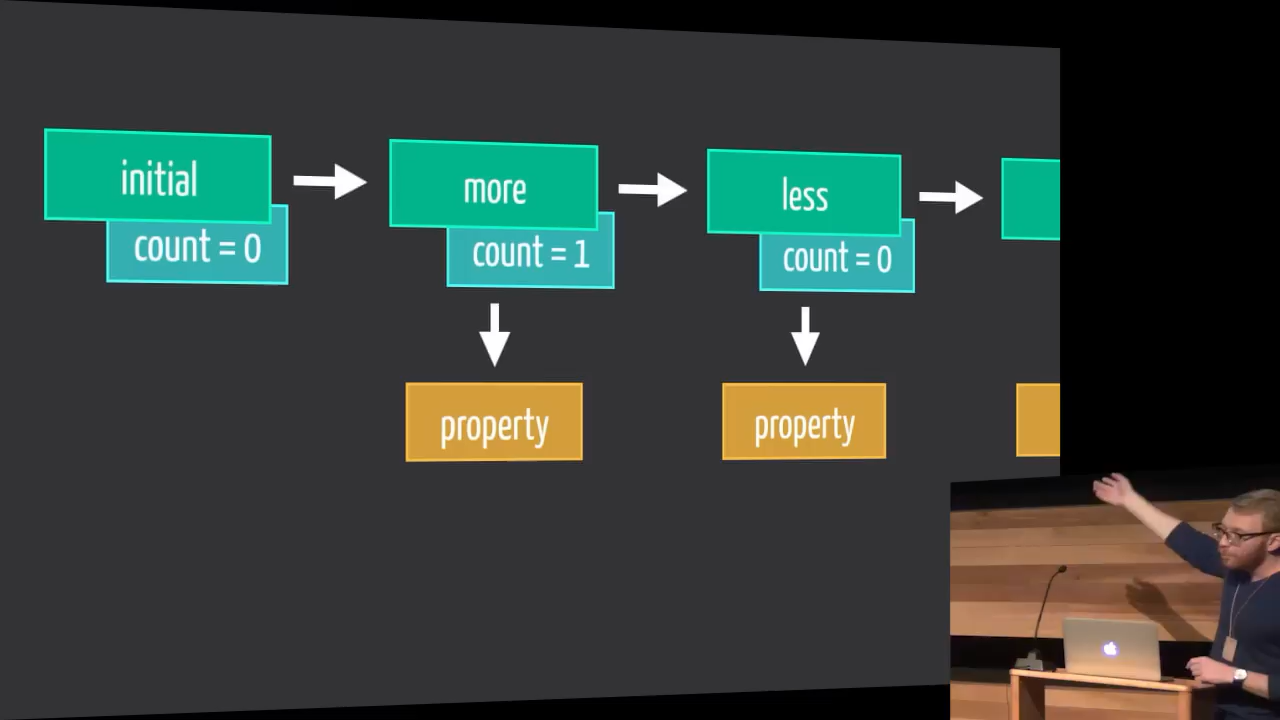 initial
count = 0
more
count = 1
less
count = 0
property
property